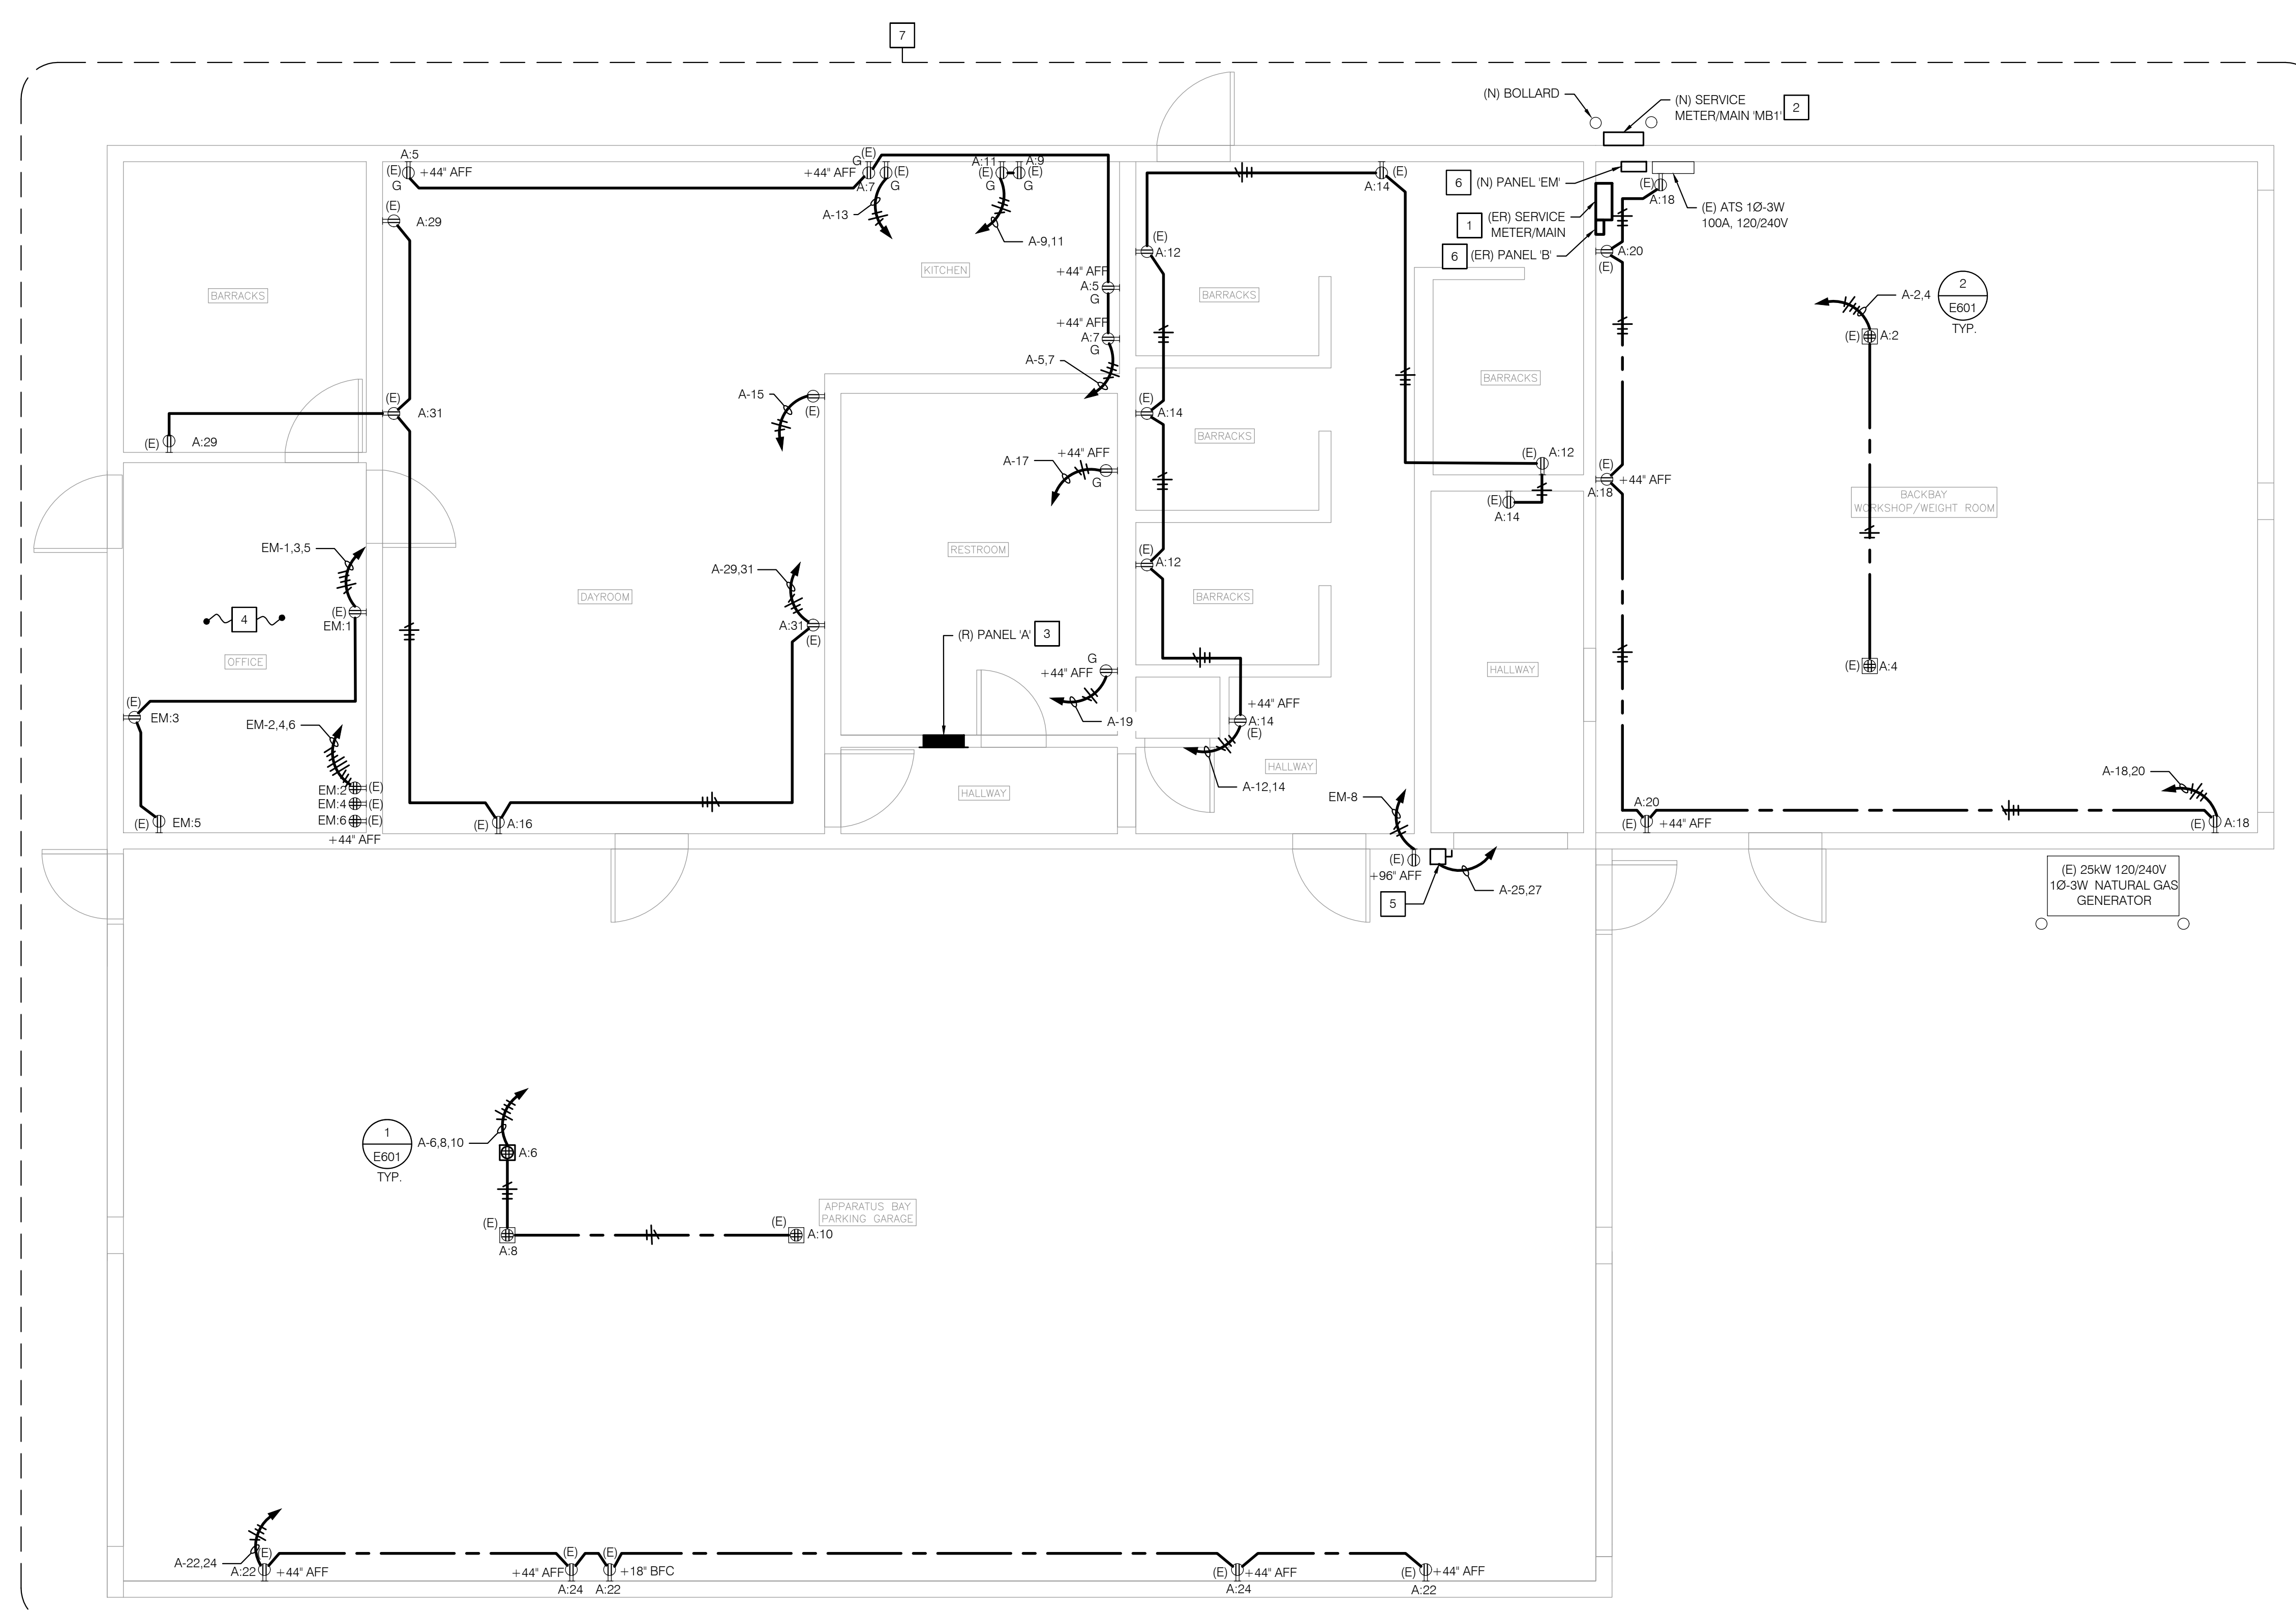 7
(N) BOLLARD
(N) SERVICE
METER/MAIN 'MB1'
2
A:5
(E)
+44" AFF
G
(E)
G
+44" AFF
A:7
(E)
G
A-13
A:11
A:9
(E)
(E)
G
G
A-9,11
(E)
A:14
6
(N) PANEL 'EM'
1
(ER) SERVICE
METER/MAIN
6
(ER) PANEL 'B'
(E)
A:18
(E) ATS 1Ø-3W
100A, 120/240V
(E)
A:29
(E)
A:12
A:20
(E)
KITCHEN
+44" AFF
A:5
G
BARRACKS
BARRACKS
A-2,4
2
E601
TYP.
+44" AFF
A:7
G
(E)
A:2
A-5,7
BARRACKS
A-15
(E)
(E)
A:31
(E)
A:14
BARRACKS
(E)
A:29
A-17
+44" AFF
G
(E)
A:12
(E)
+44" AFF
A:18
(E)
A:14
BACKBAY
WORKSHOP/WEIGHT ROOM
EM-1,3,5
RESTROOM
(E)
A:12
A-29,31
DAYROOM
BARRACKS
(E)
EM:1
4
A:31
(E)
(R) PANEL 'A'
3
OFFICE
G
+44" AFF
HALLWAY
(E)
A:4
(E)
EM:3
EM-2,4,6
A-19
+44" AFF
A:14
(E)
HALLWAY
A-12,14
EM:2
(E)
EM:4
(E)
EM:6
(E)
+44" AFF
(E)
EM:5
(E)
A:16
HALLWAY
EM-8
A:20
(E)
+44" AFF
A-18,20
(E)
A:18
(E)
+96" AFF
5
A-25,27
(E) 25kW 120/240V
1Ø-3W NATURAL GAS
GENERATOR
1
E601
TYP.
A-6,8,10
A:6
(E)
A:8
(E)
A:10
APPARATUS BAY
PARKING GARAGE
A-22,24
(E)
A:22
+44" AFF
(E)
+44" AFF
A:24
(E)
+18" BFC
A:22
(E)
+44" AFF
A:24
(E)
+44" AFF
A:22